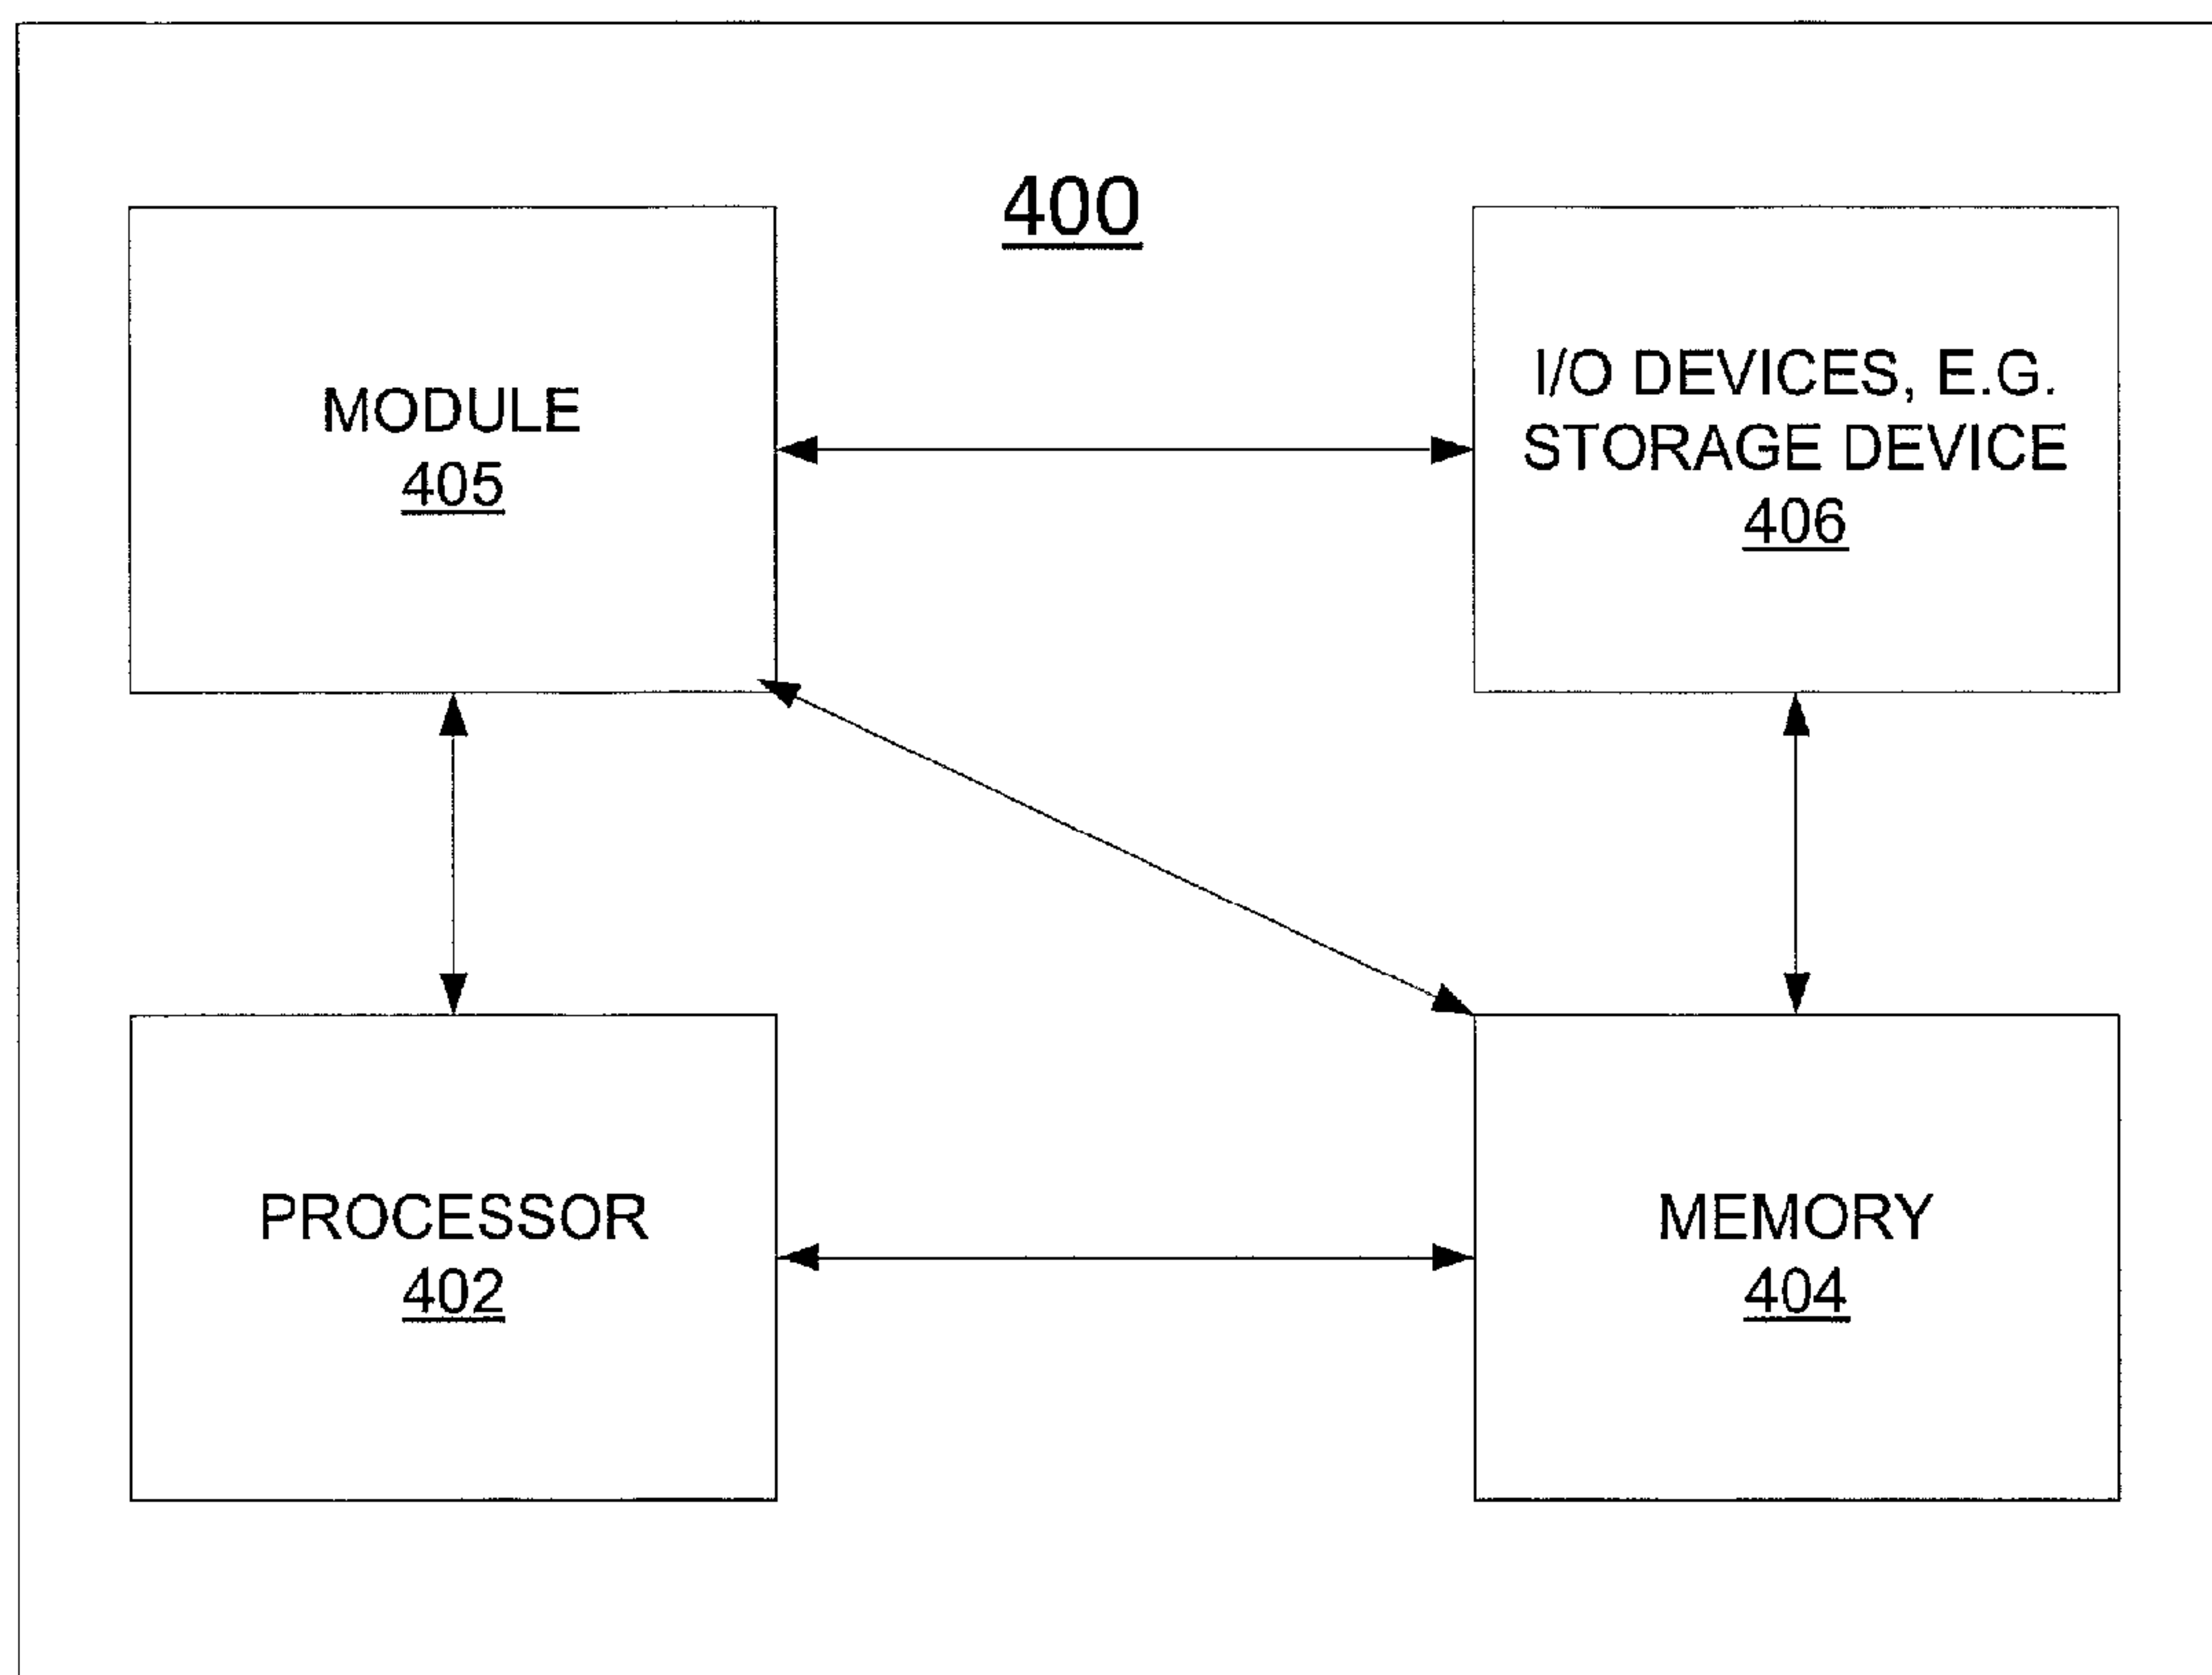 400
MODULE
405
I/O DEVICES, E.G.
STORAGE DEVICE
406
PROCESSOR
402
MEMORY
404